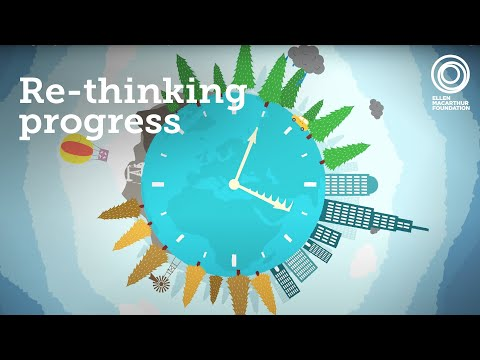 Re-thinking
progress
ELLEN
MACARTHUR
FOUNDATION